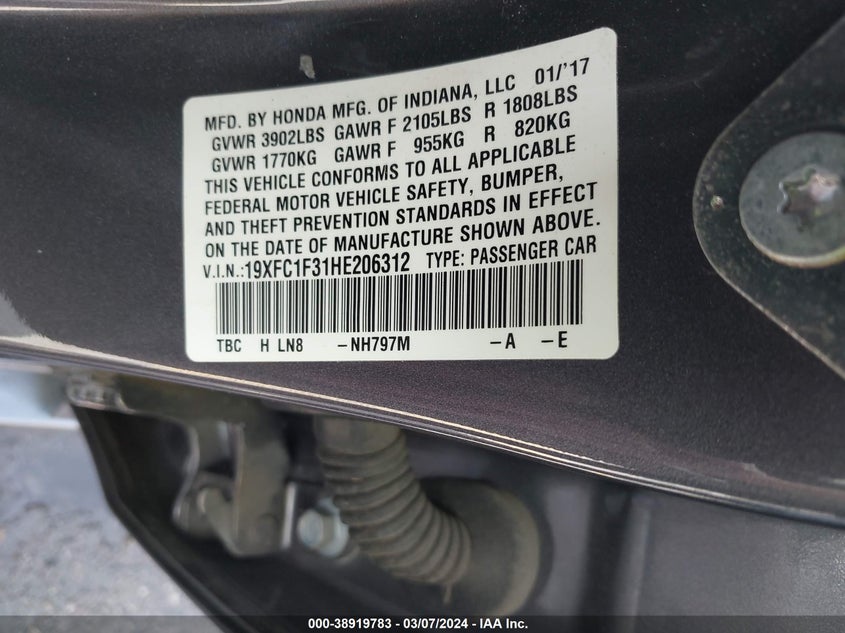 MFD. BY HONDA MFG. OF INDIANA, LLC 01/'17
GVWR 3902LBS GAWR F 2105LBS R 1808LBS
GVWR 1770KG GAWR F 955KG R 820KG
THIS VEHICLE CONFORMS TO ALL APPLICABLE
FEDERAL MOTOR VEHICLE SAFETY, BUMPER,
AND THEFT PREVENTION STANDARDS IN EFFECT
ON THE DATE OF MANUFACTURE SHOWN ABOVE.
V.I.N.:19XFC1F31HE206312 TYPE: PASSENGER CAR
TBC H LN8 -NH797M -A -E
000-38919783 / 03/07/2024 - IAA Inc.